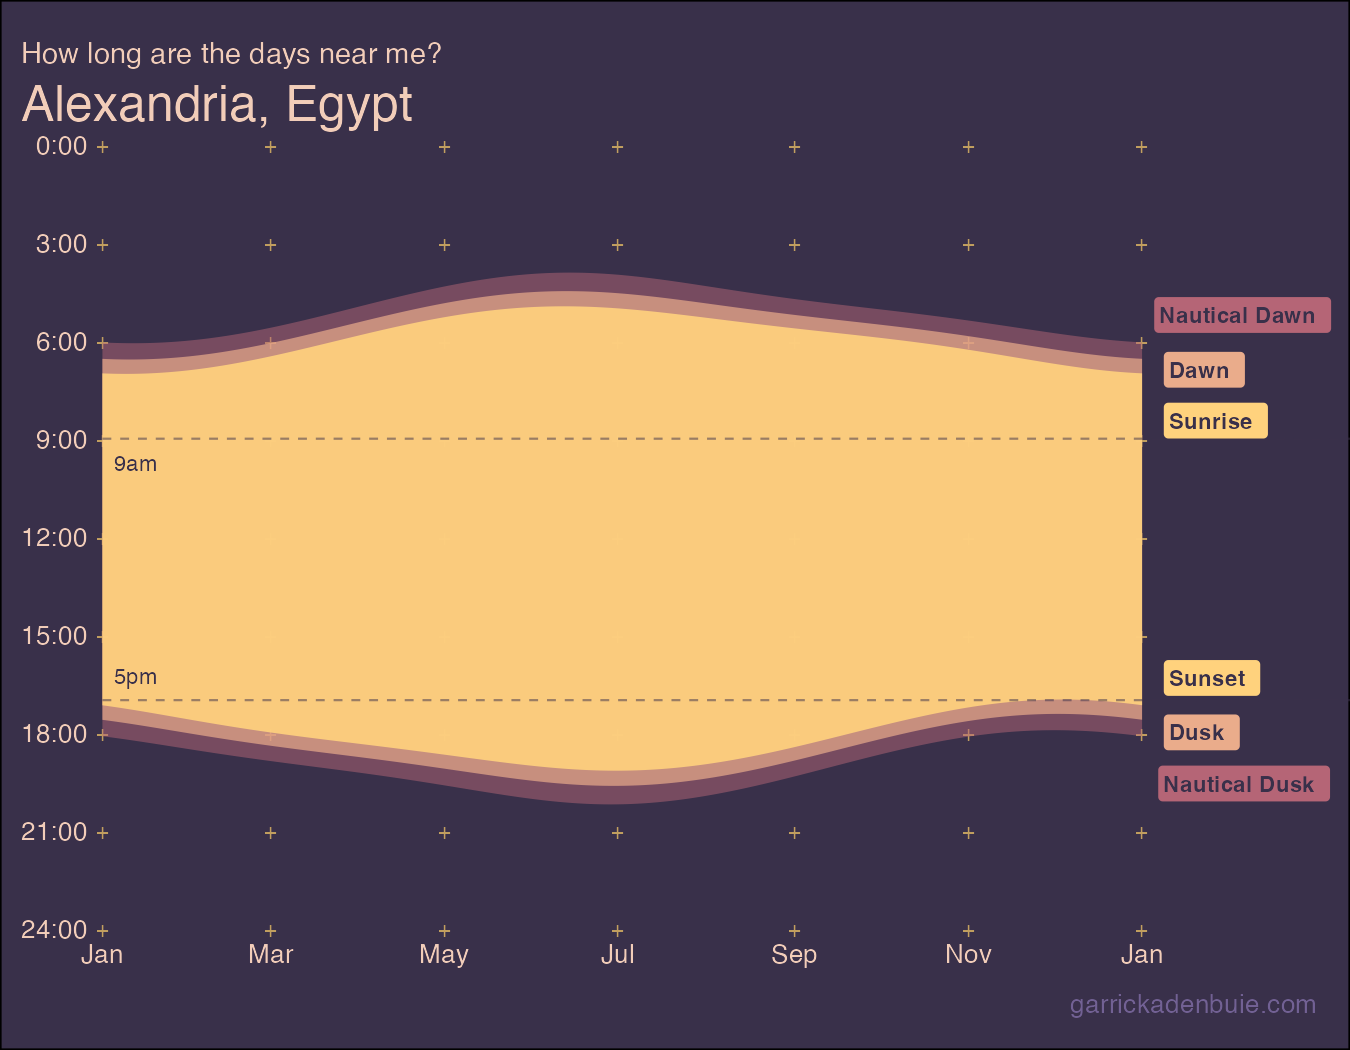 How long are the days near me?
Alexandria, Egypt
0:00
3:00
Nautical Dawn
6:00
Dawn
Sunrise
9:00
9am
12:00
15:00
5pm
Sunset
18:00
Dusk
Nautical Dusk
21:00
24:00
Jan Mar May Jul Sep Nov Jan
garrickadenbuie.com